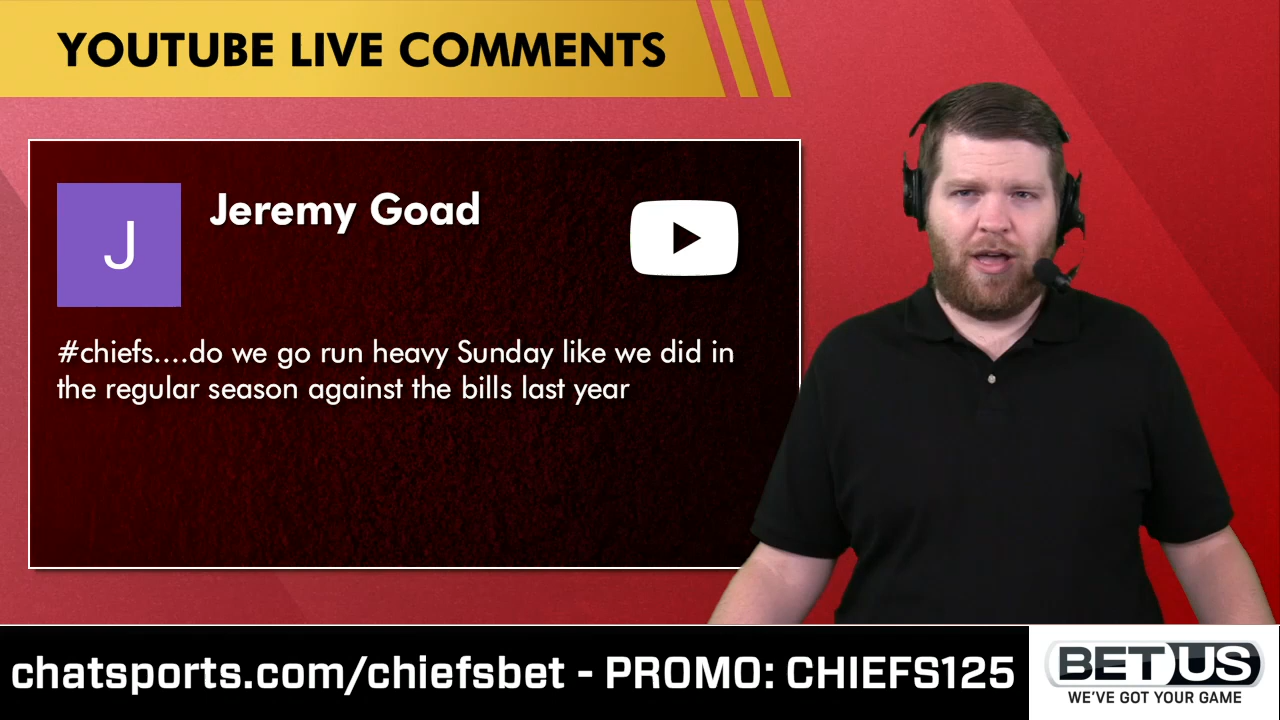 YOUTUBE LIVE COMMENTS
J
Jeremy Goad
#chiefs....do we go run heavy Sunday like we did in
the regular season against the bills last year
chatsports.com/chiefsbet - PROMO: CHIEFS125
BETUS
WE'VE GOT YOUR GAME